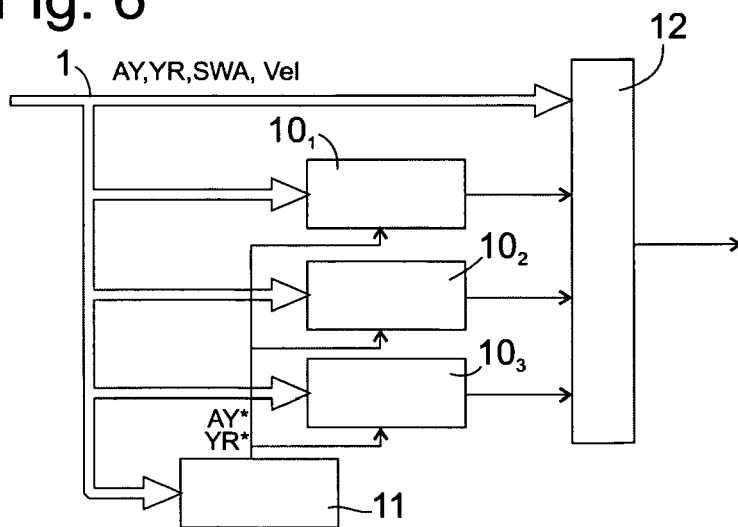 Fig. 6
12
1
AY,YR,SWA, Vel
10₁
10₂
10₃
AY*
YR*
11